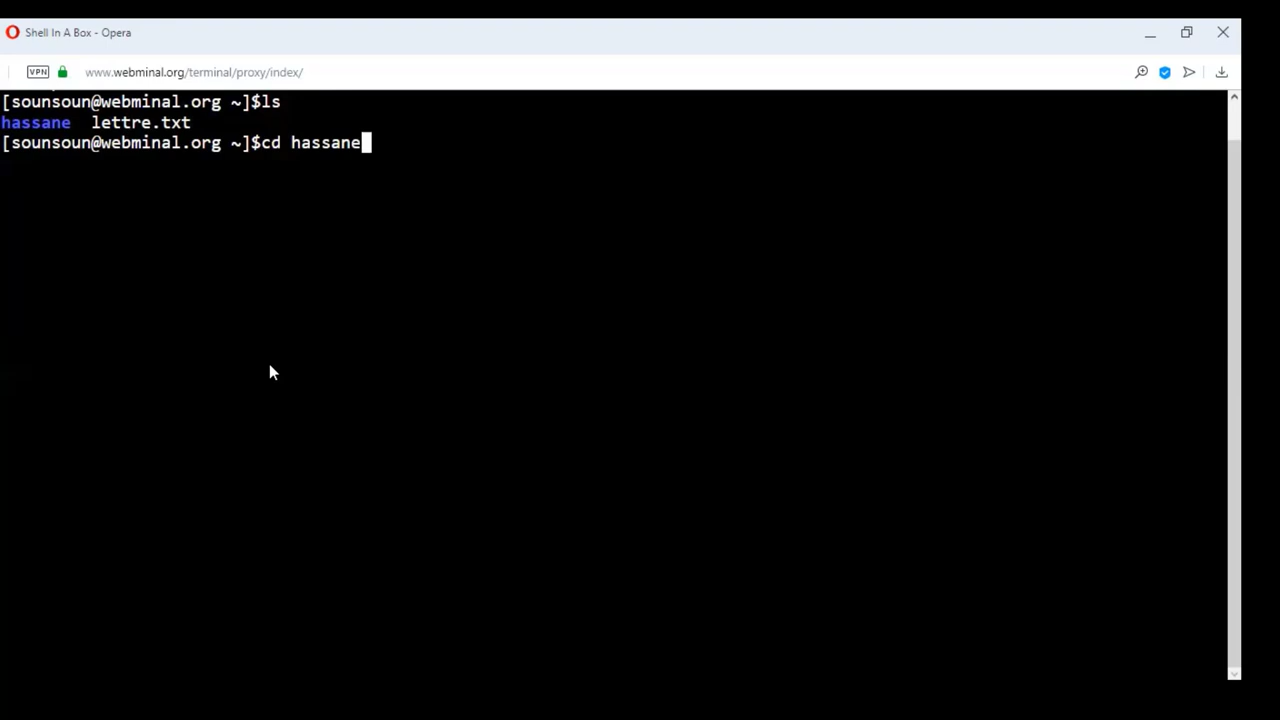 Shell In A Box - Opera
VPN www.webminal.org/terminal/proxy/index/
[sounsoun@webminal.org ~]$ls
hassane  lettre.txt
[sounsoun@webminal.org ~]$cd hassane